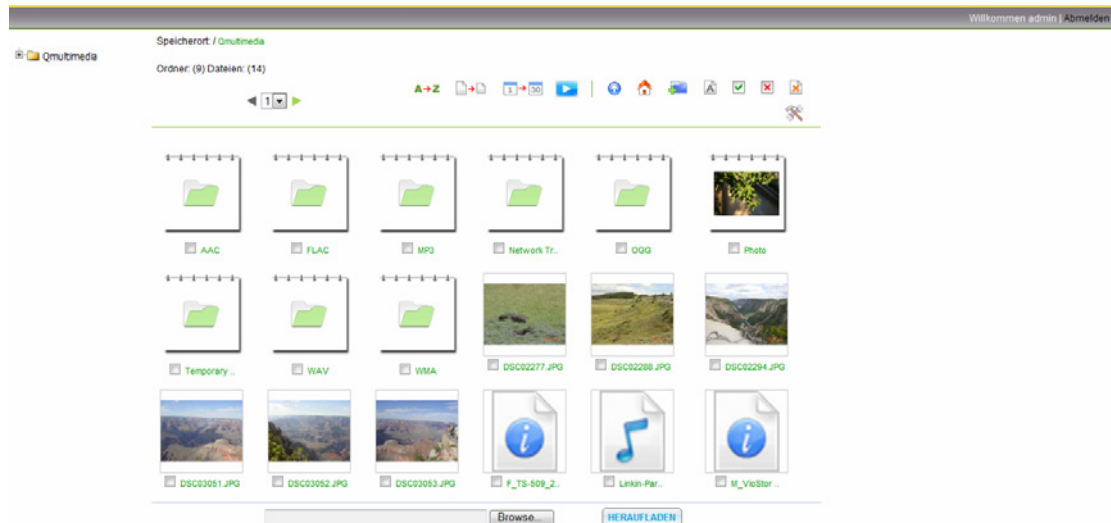 Willkommen admin | Abmelden
Qmultimedia
Speicherort: / Qmultimedia
Ordner: (9) Dateien: (14)
A→Z
1→30
1
A
AAC
FLAC
MP3
Network Tr..
OGG
Photo
Temporary ..
WAV
WMA
DSC02277.JPG
DSC02288.JPG
DSC02294.JPG
DSC03051.JPG
DSC03052.JPG
DSC03053.JPG
F_TS-509_2..
Linkin-Par..
M_VioStor ..
Browse...
HERAUFLADEN